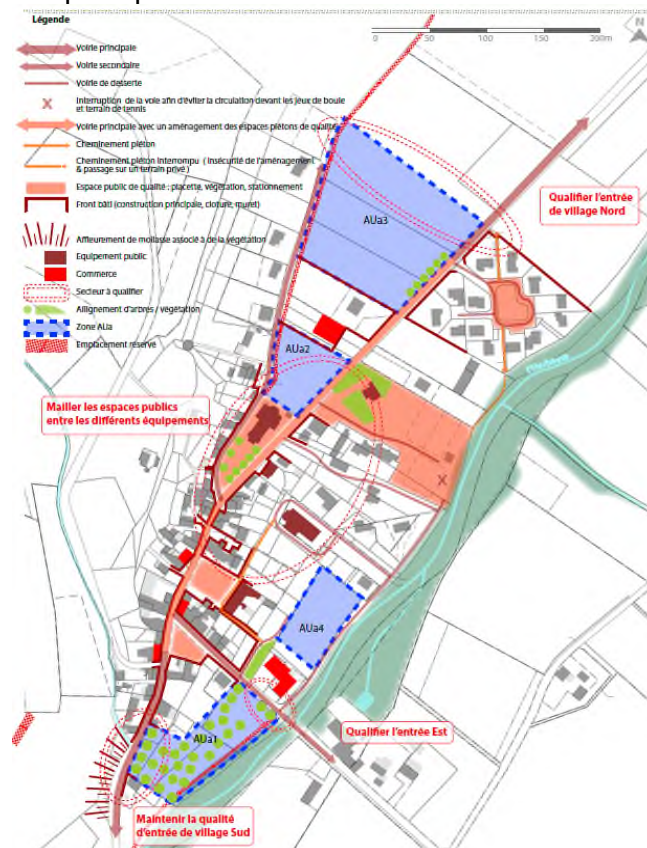 Légende
N
0 50 100 200m
Voirie principale
Voirie secondaire
Voirie de desserte
Interruption de la voie afin d'éviter la circulation devant les jeux de boule
et terrain de tennis
Voirie principale avec un aménagement des espaces piétons de qualité
Cheminement piéton
Cheminement piéton interrompu ( insécurité de l'aménagement
& passage sur un terrain privé )
Espace public de qualité : placette, végétation, stationnement
Front bâti (construction principale, cloture, muret)
Affleurement de mollasse associé à de la végétation
Equipement public
Commerce
Secteur à qualifier
Allignement d'arbres / végétation
Zone AUa
Emplacement réservé
Qualifier l'entrée
de village Nord
AUa3
AUa2
Mailler les espaces publics
entre les différents équipements
X
AUa4
AUa1
Qualifier l'entrée Est
Maintenir la qualité
d'entrée de village Sud